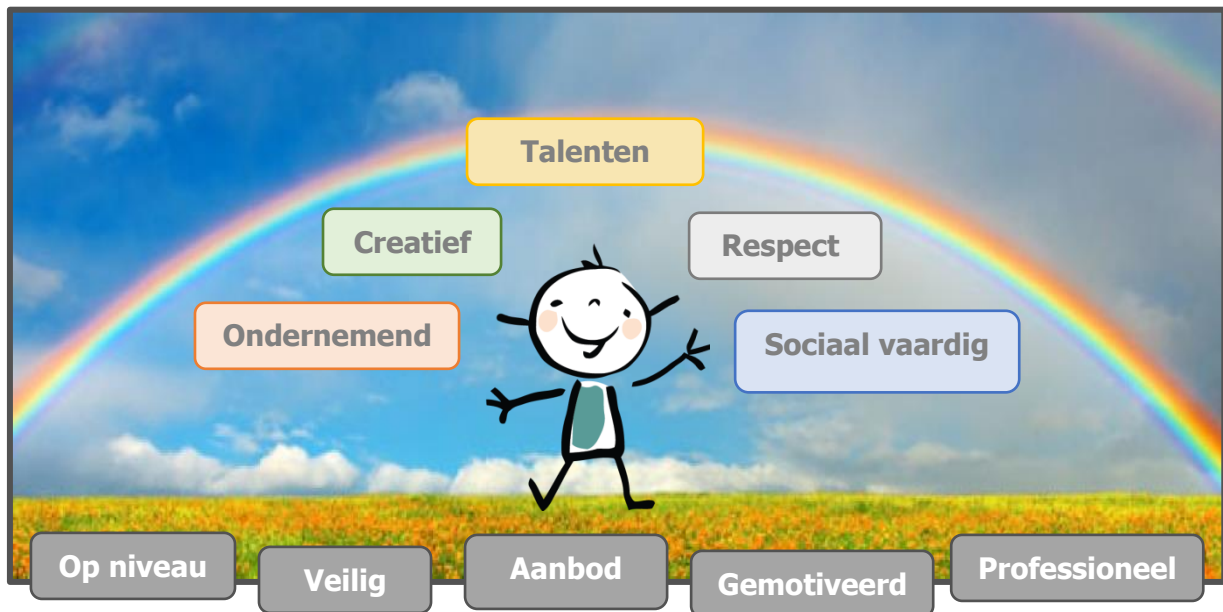 Talenten
Creatief
Respect
Ondernemend
Sociaal vaardig
Op niveau
Veilig
Aanbod
Gemotiveerd
Professioneel